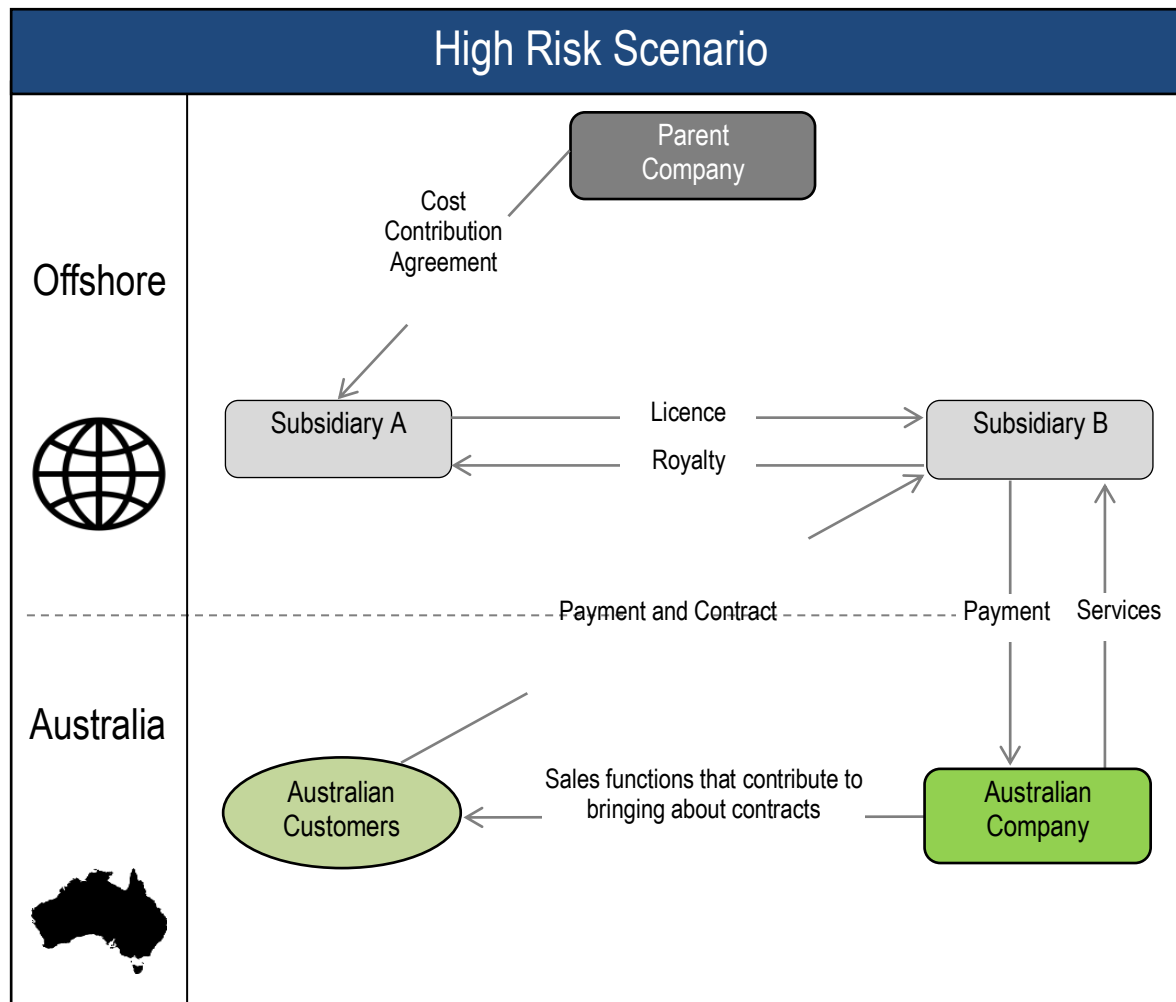 High Risk Scenario
Parent
Company
Cost
Contribution
Agreement
Offshore
Subsidiary A
Licence
Royalty
Subsidiary B
Payment and Contract
Payment
Services
Australia
Australian
Customers
Sales functions that contribute to
bringing about contracts
Australian
Company